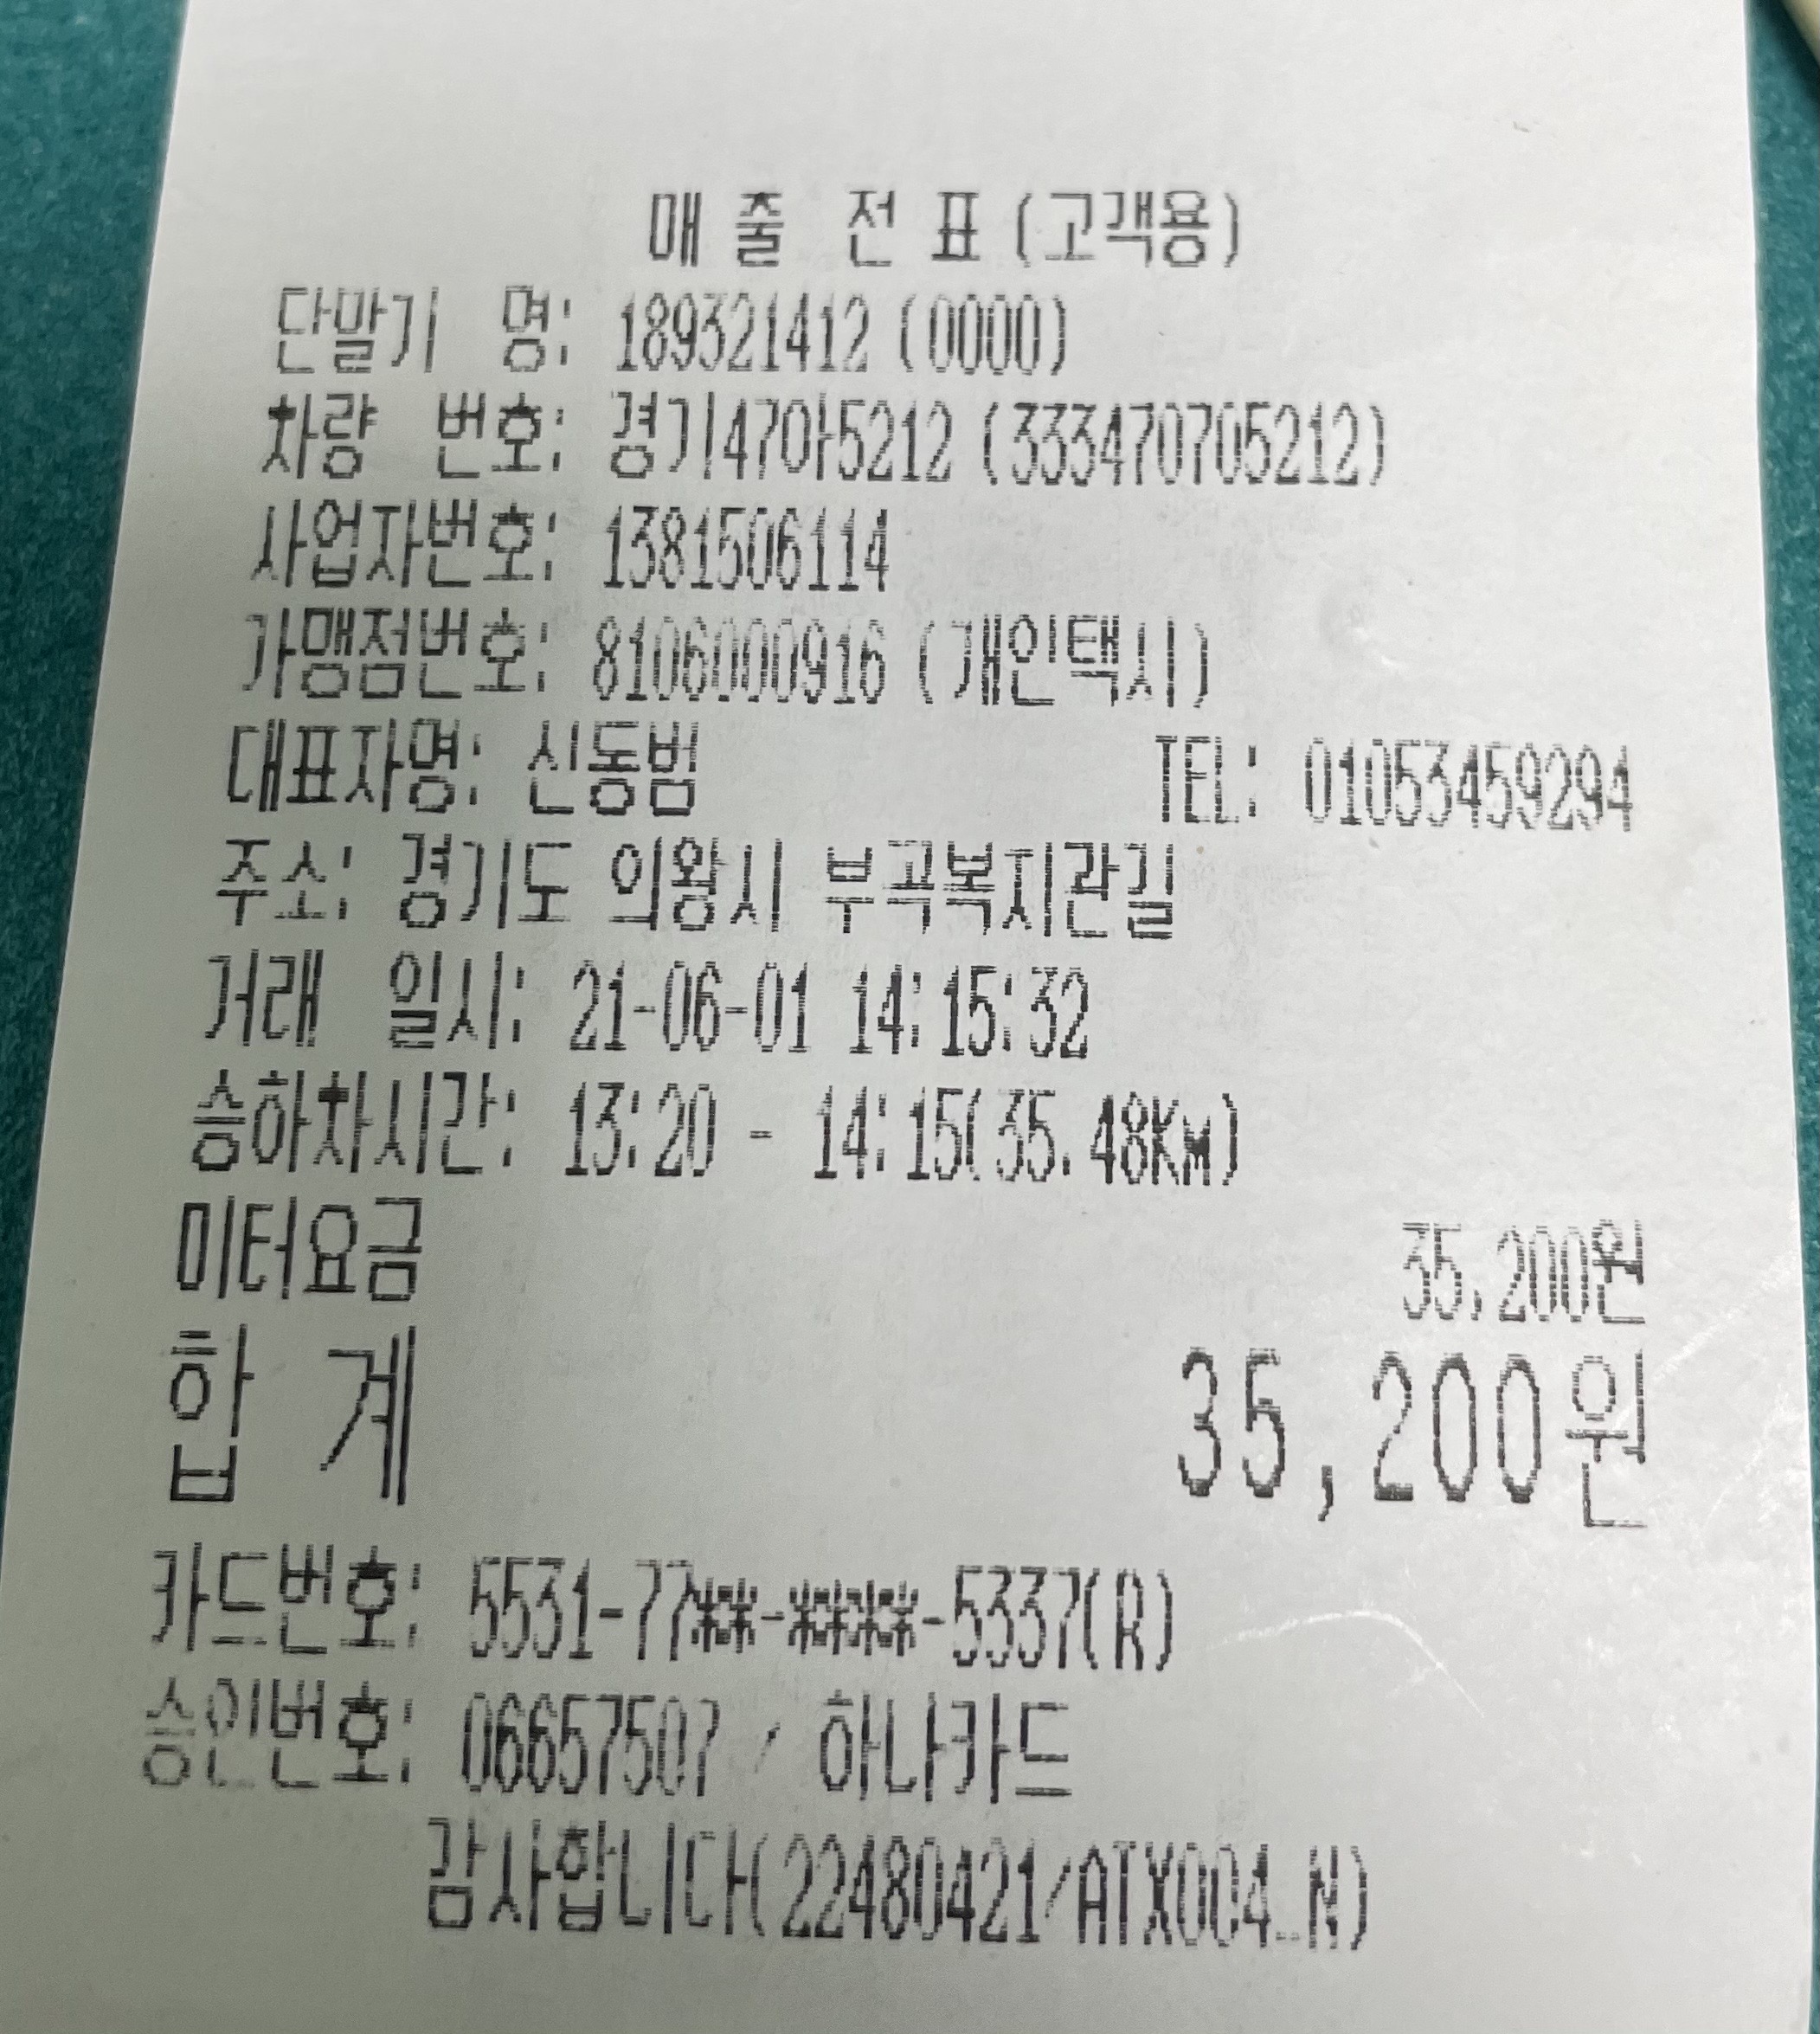 매 출 전 표(고객용)
단말기 명: 189321412(0000)
차량 번호: 경기47아5212(333470705212)
사업자번호: 1381506114
가맹점번호: 8106000916(개인택시)
대표자명: 신동범 TEL: 01053459294
주소: 경기도 의왕시 부곡복지관길
거래 일시: 21-06-01 14:15:32
승하차시간: 13:20 - 14:15(35.48KM)
미터요금 35,200원
합 계 35,200원
카드번호: 5531-77**-****-5337(R)
승인번호: 06657507 / 하나카드
감사합니다(22480421/ATX004_N)